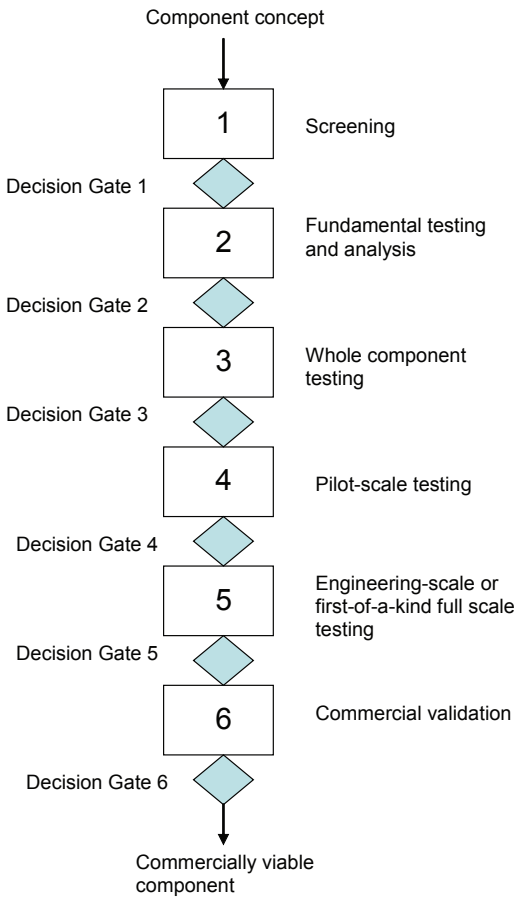 Component concept
1
Screening
Decision Gate 1
2
Fundamental testing
and analysis
Decision Gate 2
3
Whole component
testing
Decision Gate 3
4
Pilot-scale testing
Decision Gate 4
5
Engineering-scale or
first-of-a-kind full scale
testing
Decision Gate 5
6
Commercial validation
Decision Gate 6
Commercially viable
component